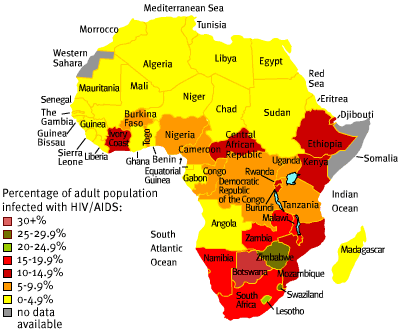 Mediterranean Sea
Morrocco
Tunisia
Western
Sahara
Algeria
Libya
Egypt
Red
Sea
Mauritania
Mali
Niger
Chad
Sudan
Eritrea
Djibouti
Senegal
The
Gambia
Guinea
Bissau
Guinea
Sierra
Leone
Liberia
Ivory
Coast
Burkina
Faso
Ghana
Togo
Benin
Nigeria
Cameroon
Central
African
Republic
Ethiopia
Somalia
Equatorial
Guinea
Gabon
Congo
Democratic
Republic
of the Congo
Uganda
Kenya
Rwanda
Burundi
Tanzania
Indian
Ocean
Percentage of adult population
infected with HIV/AIDS:
30+%
25-29.9%
20-24.9%
15-19.9%
10-14.9%
5-9.9%
0-4.9%
no data
available
South
Atlantic
Ocean
Angola
Zambia
Malawi
Namibia
Botswana
Zimbabwe
Mozambique
Madagascar
Swaziland
South
Africa
Lesotho